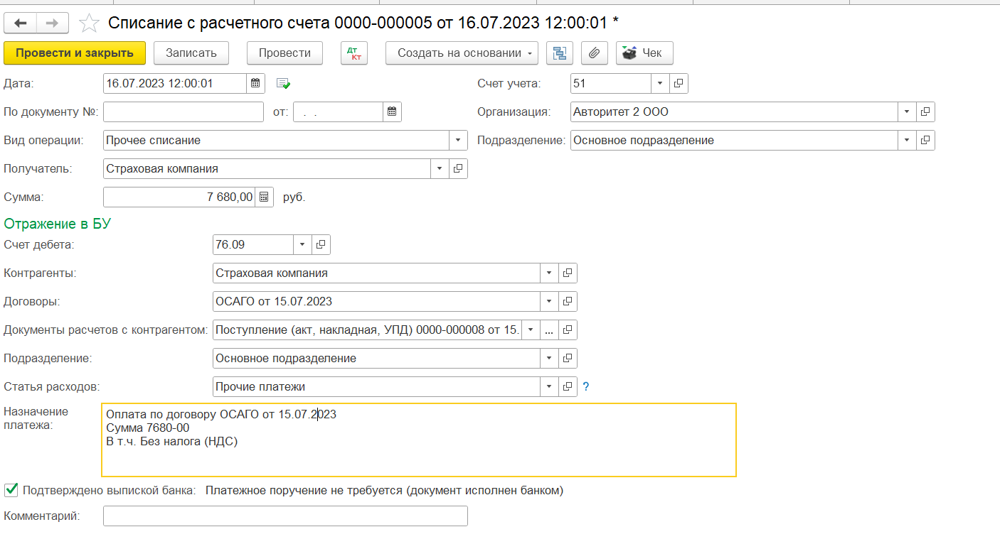 Списание с расчетного счета 0000-000005 от 16.07.2023 12:00:01 *
Провести и закрыть Записать Провести Дт Кт Создать на основании Чек
Дата: 16.07.2023 12:00:01 Счет учета: 51
По документу №: от: . . Организация: Авторитет 2 ООО
Вид операции: Прочее списание Подразделение: Основное подразделение
Получатель: Страховая компания
Сумма: 7 680,00 руб.
Отражение в БУ
Счет дебета: 76.09
Контрагенты: Страховая компания
Договоры: ОСАГО от 15.07.2023
Документы расчетов с контрагентом: Поступление (акт, накладная, УПД) 0000-000008 от 15. ...
Подразделение: Основное подразделение
Статья расходов: Прочие платежи ?
Назначение платежа: Оплата по договору ОСАГО от 15.07.2023
Сумма 7680-00
В т.ч. Без налога (НДС)
Подтверждено выпиской банка: Платежное поручение не требуется (документ исполнен банком)
Комментарий: